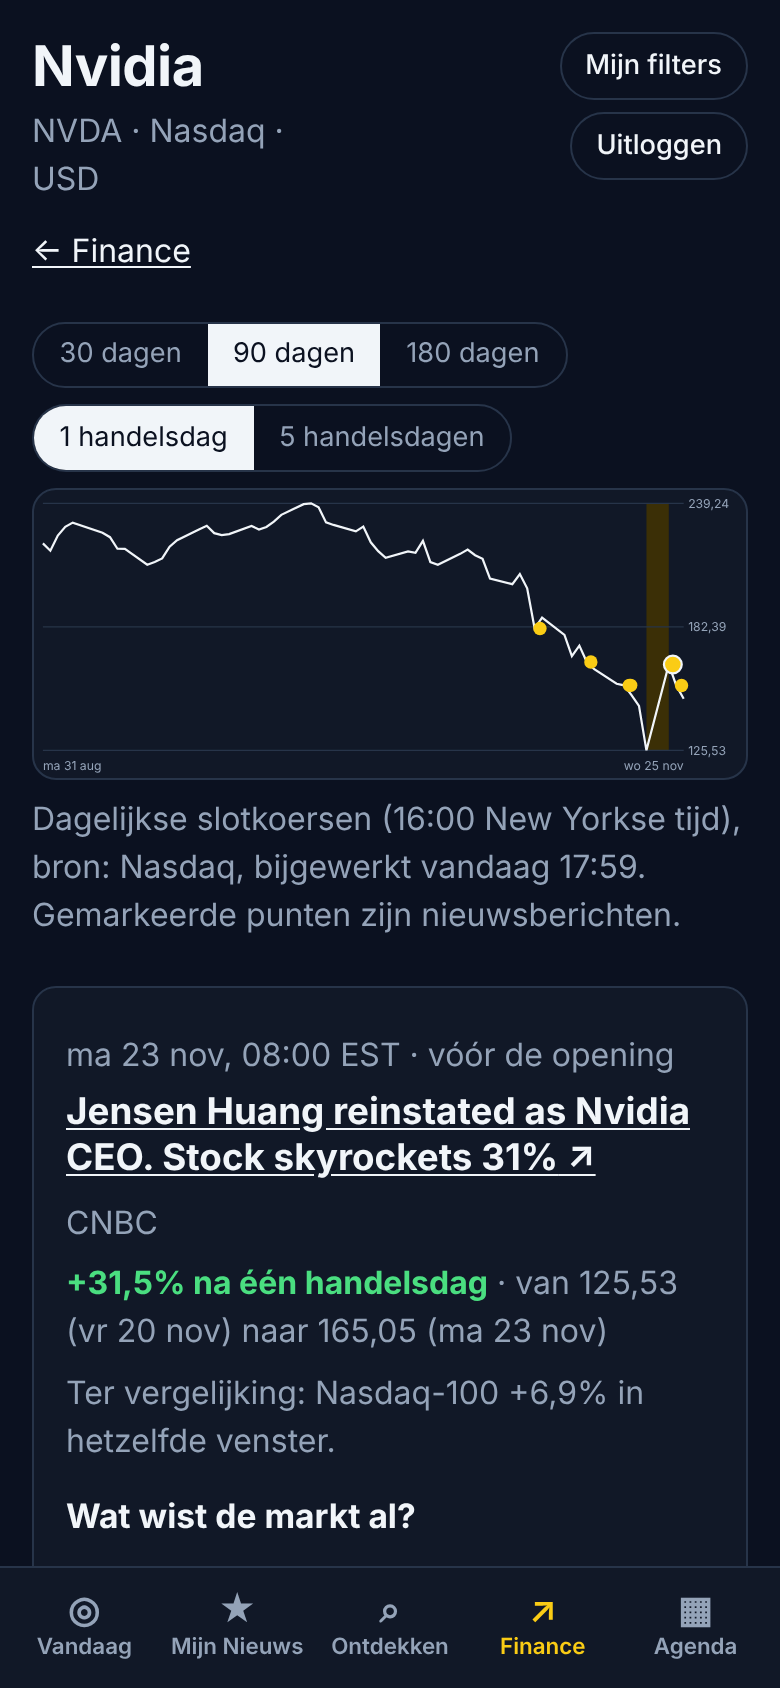 Nvidia
Mijn filters
NVDA · Nasdaq ·
USD
Uitloggen
← Finance
30 dagen
90 dagen
180 dagen
1 handelsdag
5 handelsdagen
239,24
182,39
125,53
ma 31 aug
wo 25 nov
Dagelijkse slotkoersen (16:00 New Yorkse tijd),
bron: Nasdaq, bijgewerkt vandaag 17:59.
Gemarkeerde punten zijn nieuwsberichten.
ma 23 nov, 08:00 EST · vóór de opening
Jensen Huang reinstated as Nvidia
CEO. Stock skyrockets 31% ↗
CNBC
+31,5% na één handelsdag · van 125,53
(vr 20 nov) naar 165,05 (ma 23 nov)
Ter vergelijking: Nasdaq-100 +6,9% in
hetzelfde venster.
Wat wist de markt al?
Vandaag
Mijn Nieuws
Ontdekken
Finance
Agenda